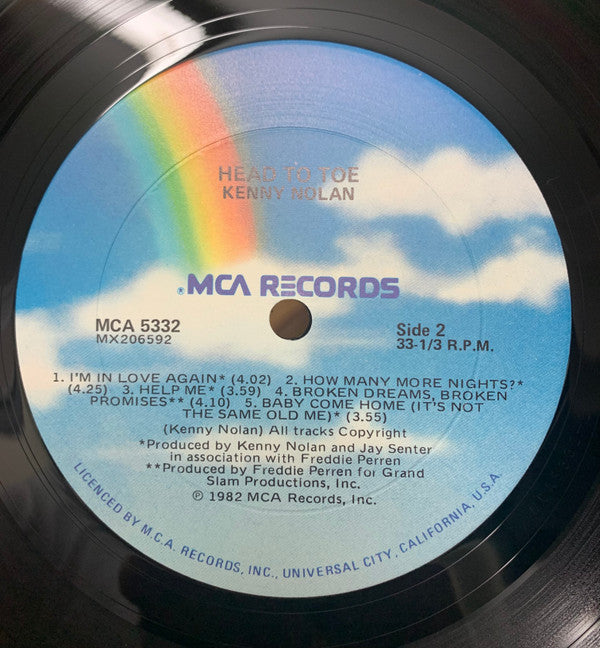 HEAD TO TOE
KENNY NOLAN
®MCA RECORDS
MCA 5332
MX206592
Side 2
33-1/3 R.P.M.
1. I'M IN LOVE AGAIN* (4.02) 2. HOW MANY MORE NIGHTS?*
(4.25) 3. HELP ME* (3.59) 4. BROKEN DREAMS, BROKEN
PROMISES** (4.10) 5. BABY COME HOME (IT'S NOT
THE SAME OLD ME)* (3.55)
(Kenny Nolan) All tracks Copyright
*Produced by Kenny Nolan and Jay Senter
in association with Freddie Perren
**Produced by Freddie Perren for Grand
Slam Productions, Inc.
℗ 1982 MCA Records, Inc.
LICENCED BY M.C.A. RECORDS, INC., UNIVERSAL CITY, CALIFORNIA, U.S.A.